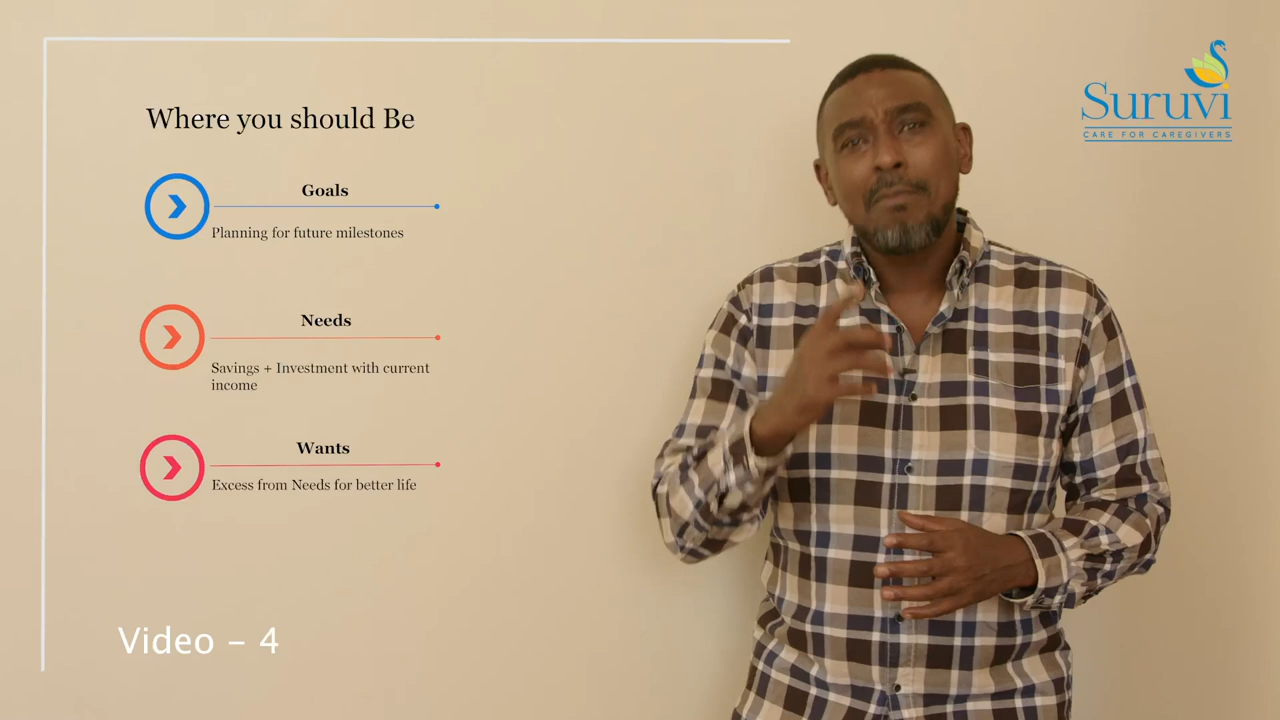 Where you should Be
Goals
Planning for future milestones
Needs
Savings + Investment with current
income
Wants
Excess from Needs for better life
Video - 4
Suruvi
CARE FOR CAREGIVERS